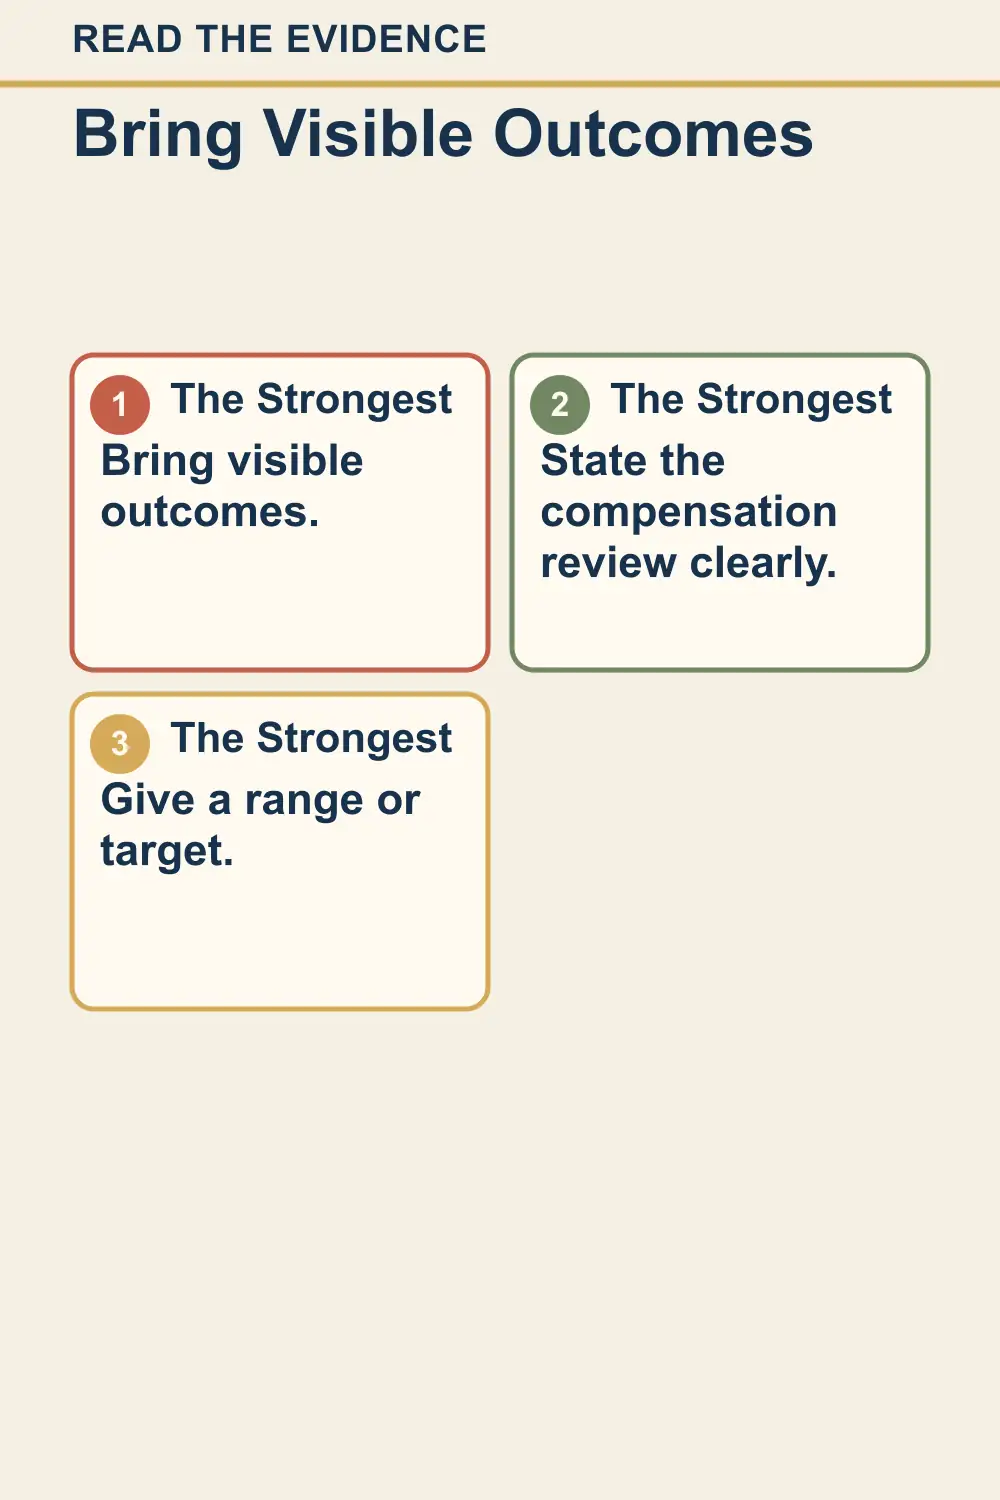 READ THE EVIDENCE
Bring Visible Outcomes
1 The Strongest
Bring visible
outcomes.
2 The Strongest
State the
compensation
review clearly.
3 The Strongest
Give a range or
target.